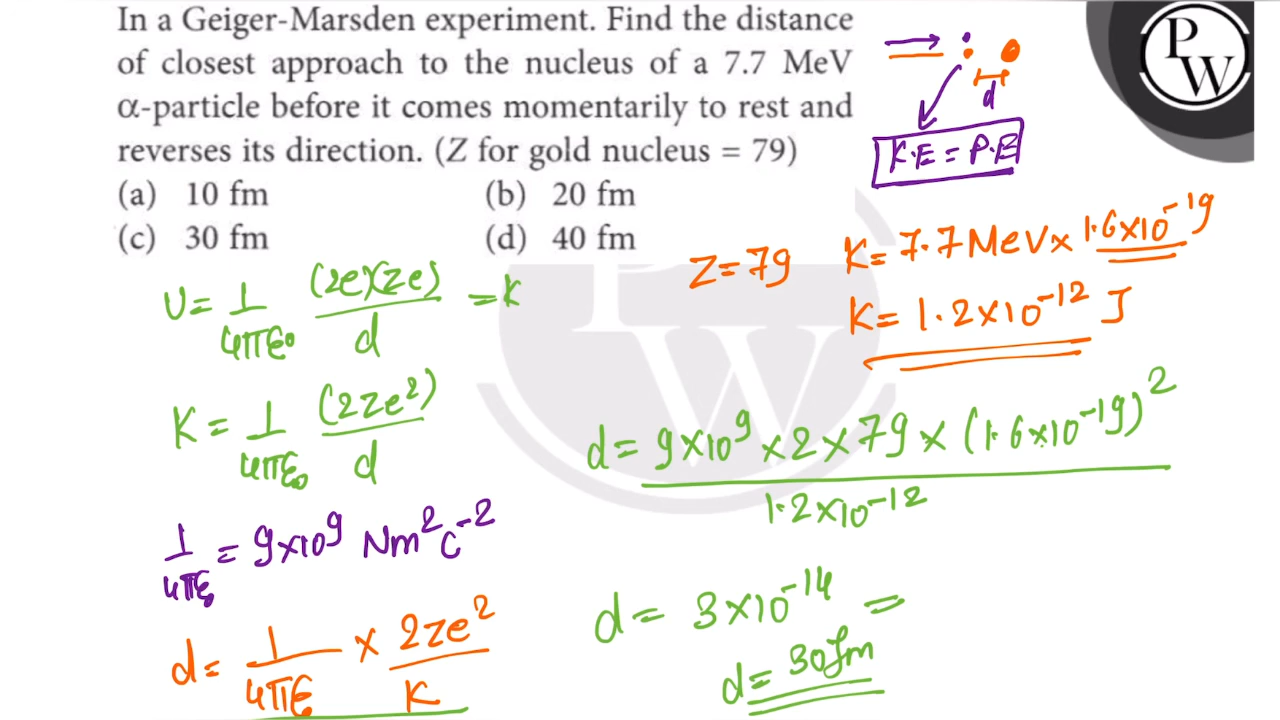 In a Geiger-Marsden experiment. Find the distance
of closest approach to the nucleus of a 7.7 MeV
α-particle before it comes momentarily to rest and
reverses its direction. (Z for gold nucleus = 79)
(a) 10 fm (b) 20 fm
(c) 30 fm (d) 40 fm
PW
d
K.E = P.E
Z = 79
K = 7.7 MeV × 1.6×10⁻¹⁹
K = 1.2×10⁻¹² J
U = 1/4πε₀ (2e)(Ze)/d = K
K = 1/4πε₀ (2Ze²)/d
1/4πε₀ = 9×10⁹ Nm²C⁻²
d = 1/4πε × 2Ze²/K
d = 9×10⁹ × 2 × 79 × (1.6×10⁻¹⁹)² / 1.2×10⁻¹²
d = 3×10⁻¹⁴ =
d = 30fm
PW